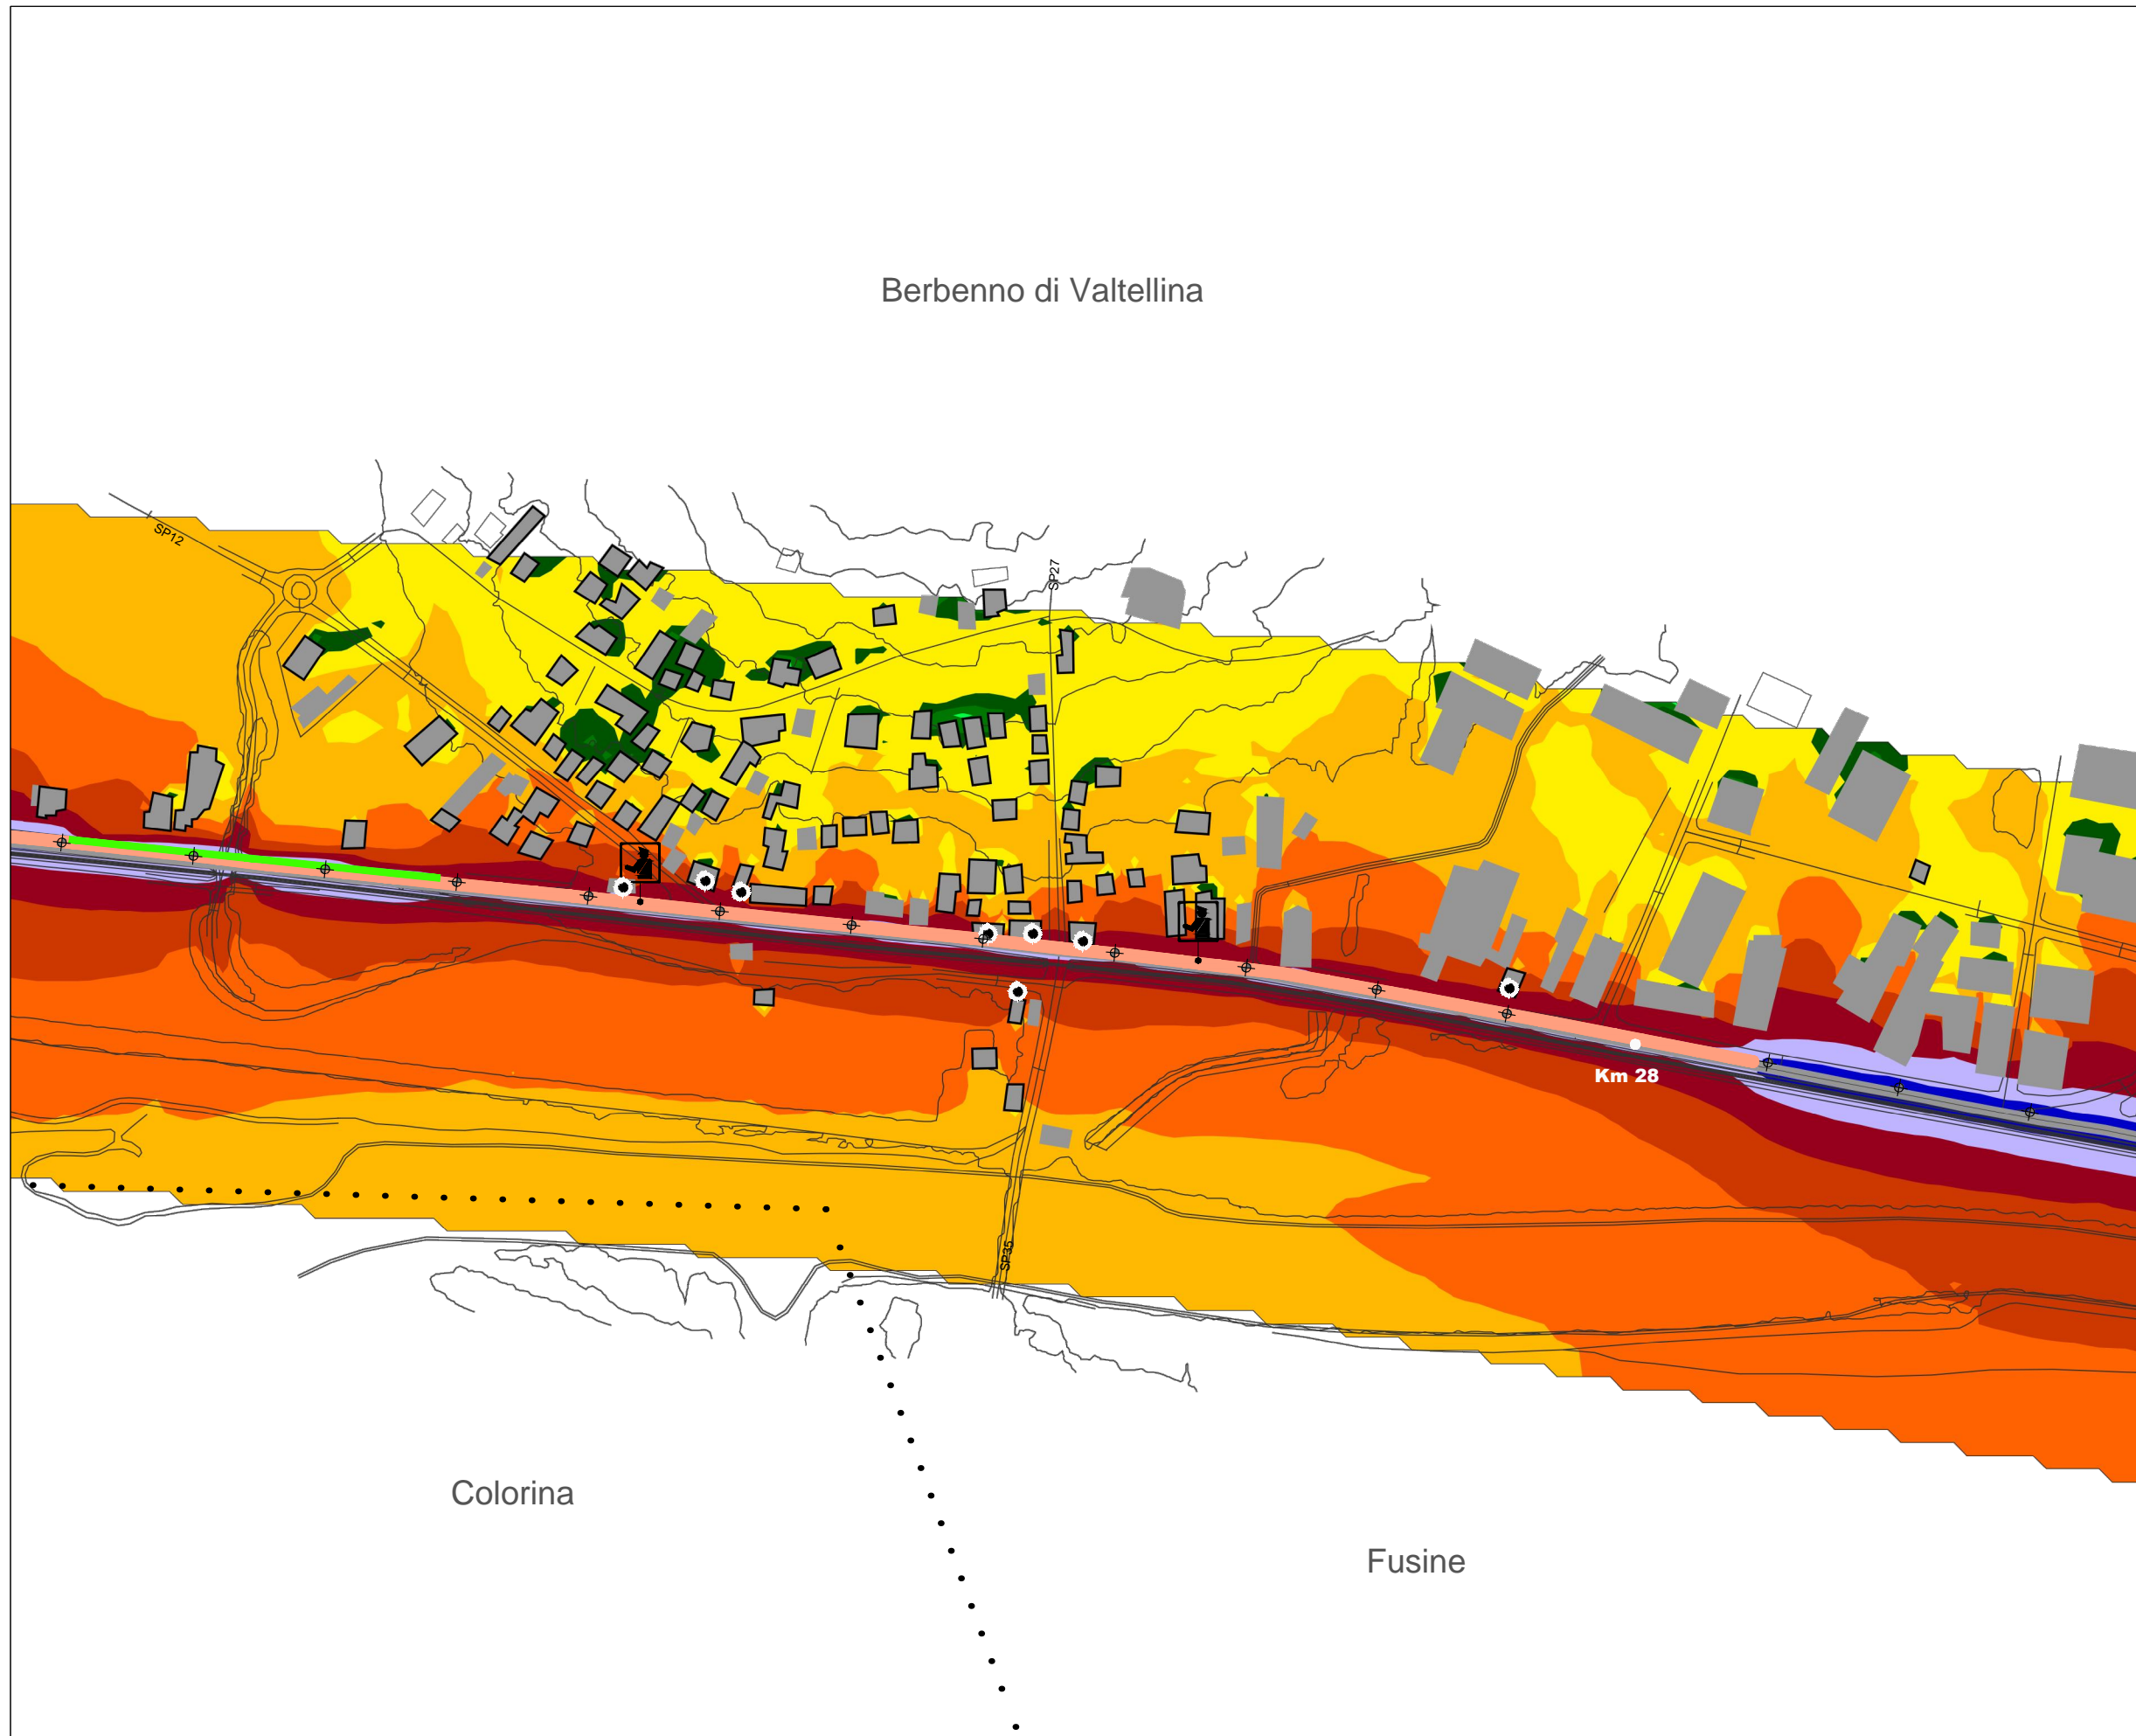 Berbenno di Valtellina
SP12
SP27
Km 28
SP35
Colorina
Fusine